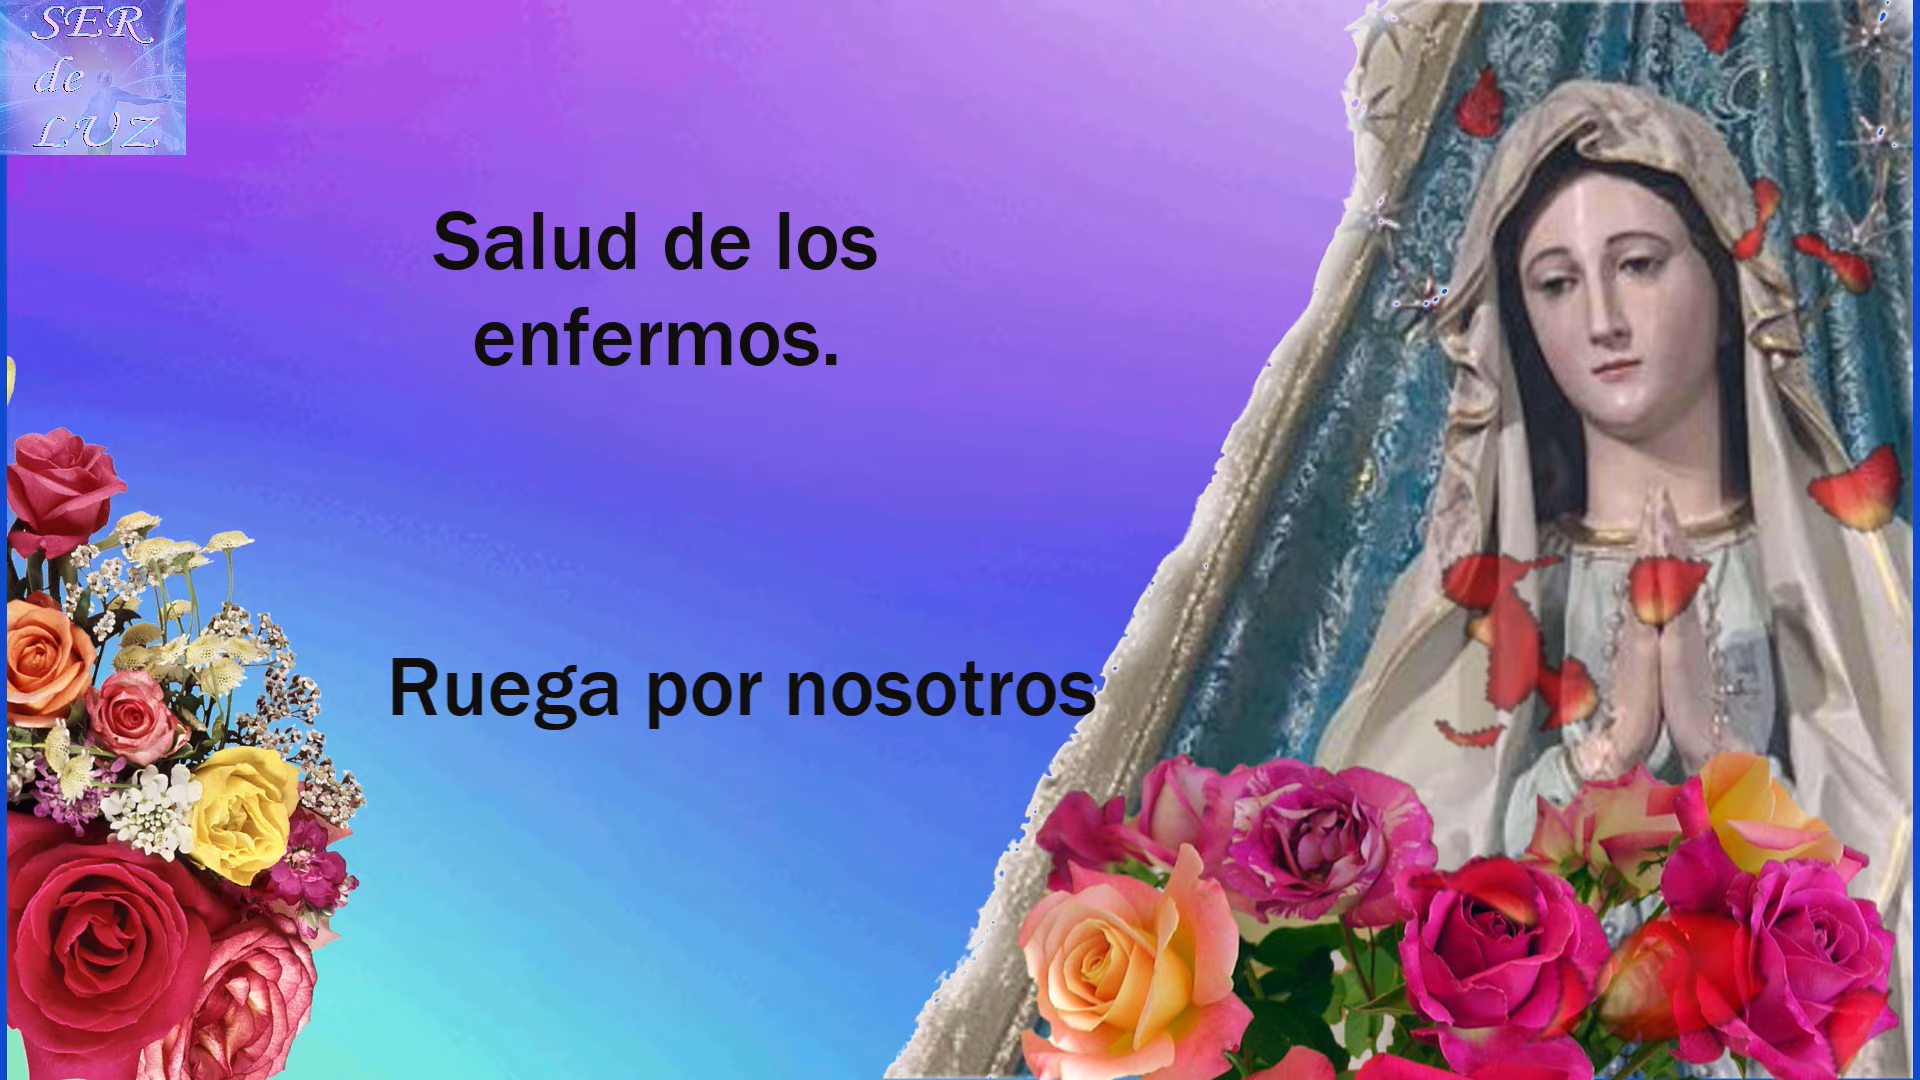 SER
de
LUZ
Salud de los
enfermos.
Ruega por nosotros